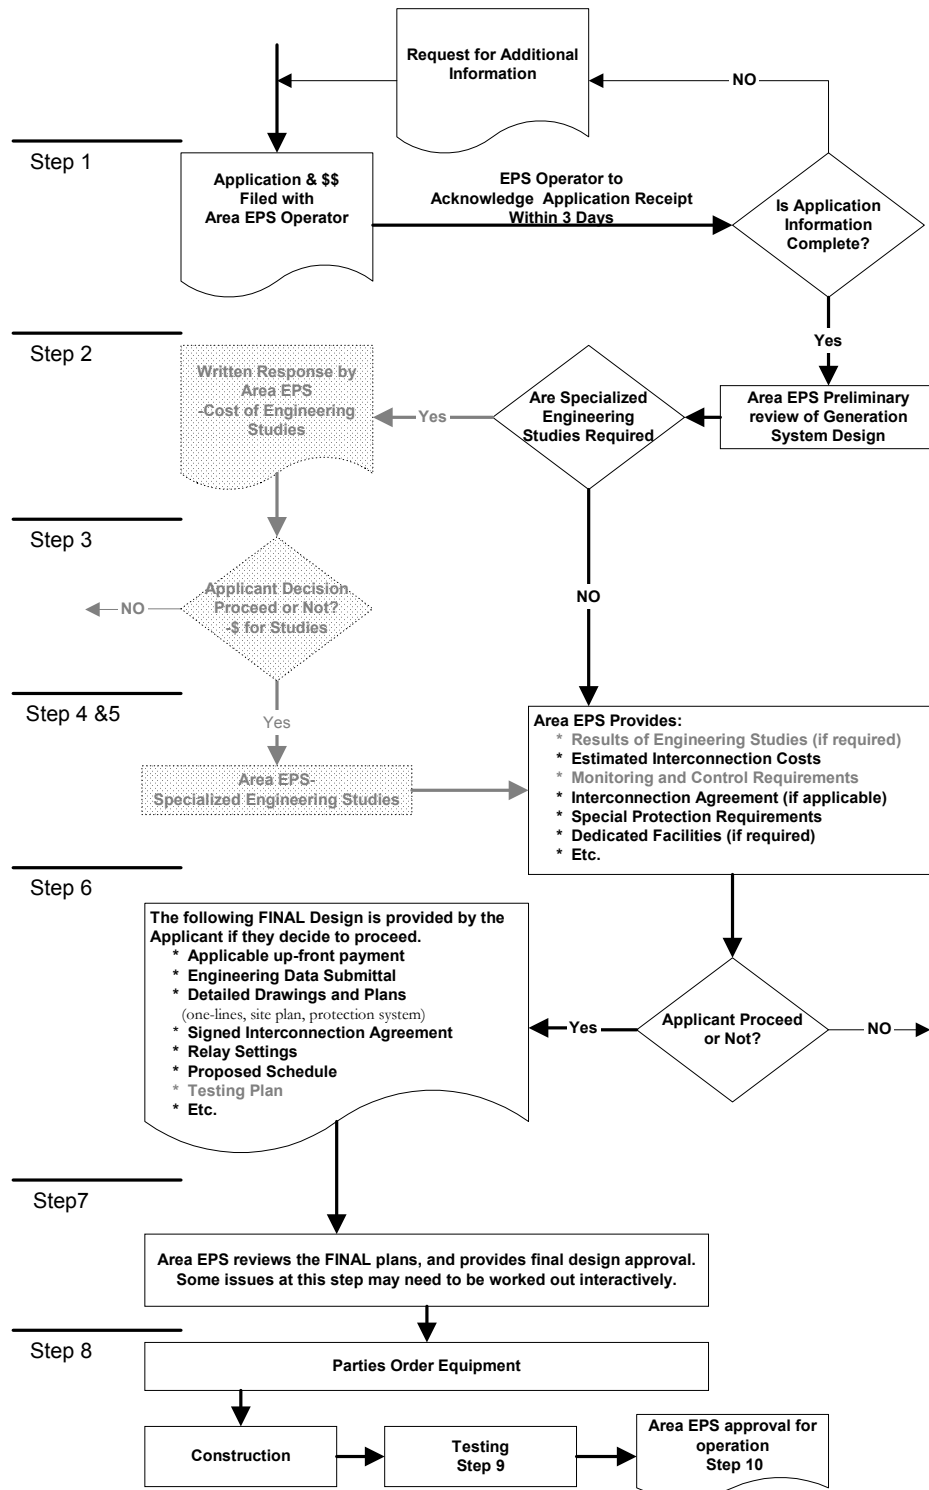 Request for Additional
Information
NO
Step 1
Application & $$
Filed with
Area EPS Operator
EPS Operator to
Acknowledge Application Receipt
Within 3 Days
Is Application
Information
Complete?
Yes
Step 2
Written Response by
Area EPS
-Cost of Engineering
Studies
Yes
Are Specialized
Engineering
Studies Required
Area EPS Preliminary
review of Generation
System Design
Step 3
Applicant Decision
Proceed or Not?
-$ for Studies
NO
NO
Step 4 &5
Yes
Area EPS-
Specialized Engineering Studies
Area EPS Provides:
* Results of Engineering Studies (if required)
* Estimated Interconnection Costs
* Monitoring and Control Requirements
* Interconnection Agreement (if applicable)
* Special Protection Requirements
* Dedicated Facilities (if required)
* Etc.
Step 6
The following FINAL Design is provided by the
Applicant if they decide to proceed.
* Applicable up-front payment
* Engineering Data Submittal
* Detailed Drawings and Plans
(one-lines, site plan, protection system)
* Signed Interconnection Agreement
* Relay Settings
* Proposed Schedule
* Testing Plan
* Etc.
Yes
Applicant Proceed
or Not?
NO
Step7
Area EPS reviews the FINAL plans, and provides final design approval.
Some issues at this step may need to be worked out interactively.
Step 8
Parties Order Equipment
Construction
Testing
Step 9
Area EPS approval for
operation
Step 10